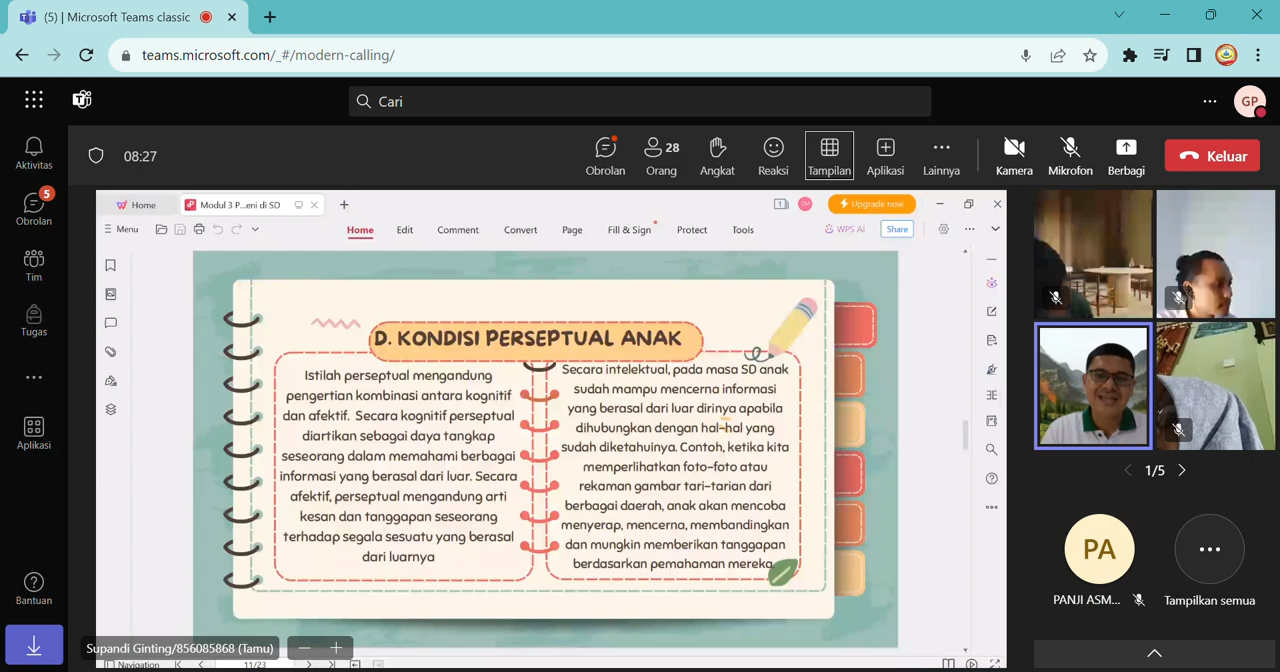 (5) | Microsoft Teams classic
teams.microsoft.com/_#/modern-calling/
Cari
GP
Aktivitas
5
Obrolan
Tim
Tugas
Aplikasi
Bantuan
08:27
Obrolan
28
Orang
Angkat
Reaksi
Tampilan
Aplikasi
Lainnya
Kamera
Mikrofon
Berbagi
Keluar
Home
Modul 3 P...eni di SD
1
Upgrade now
Menu
Home
Edit
Comment
Convert
Page
Fill & Sign
Protect
Tools
WPS AI
Share
D. KONDISI PERSEPTUAL ANAK
Istilah perseptual mengandung
pengertian kombinasi antara kognitif
dan afektif. Secara kognitif perseptual
diartikan sebagai daya tangkap
seseorang dalam memahami berbagai
informasi yang berasal dari luar. Secara
afektif, perseptual mengandung arti
kesan dan tanggapan seseorang
terhadap segala sesuatu yang berasal
dari luarnya
Secara intelektual, pada masa SD anak
sudah mampu mencerna informasi
yang berasal dari luar dirinya apabila
dihubungkan dengan hal-hal yang
sudah diketahuinya. Contoh, ketika kita
memperlihatkan foto-foto atau
rekaman gambar tari-tarian dari
berbagai daerah, anak akan mencoba
menyerap, mencerna, membandingkan
dan mungkin memberikan tanggapan
berdasarkan pemahaman mereka.
Supandi Ginting/856085868 (Tamu)
Navigation
11/23
1/5
PA
PANJI ASM...
Tampilkan semua